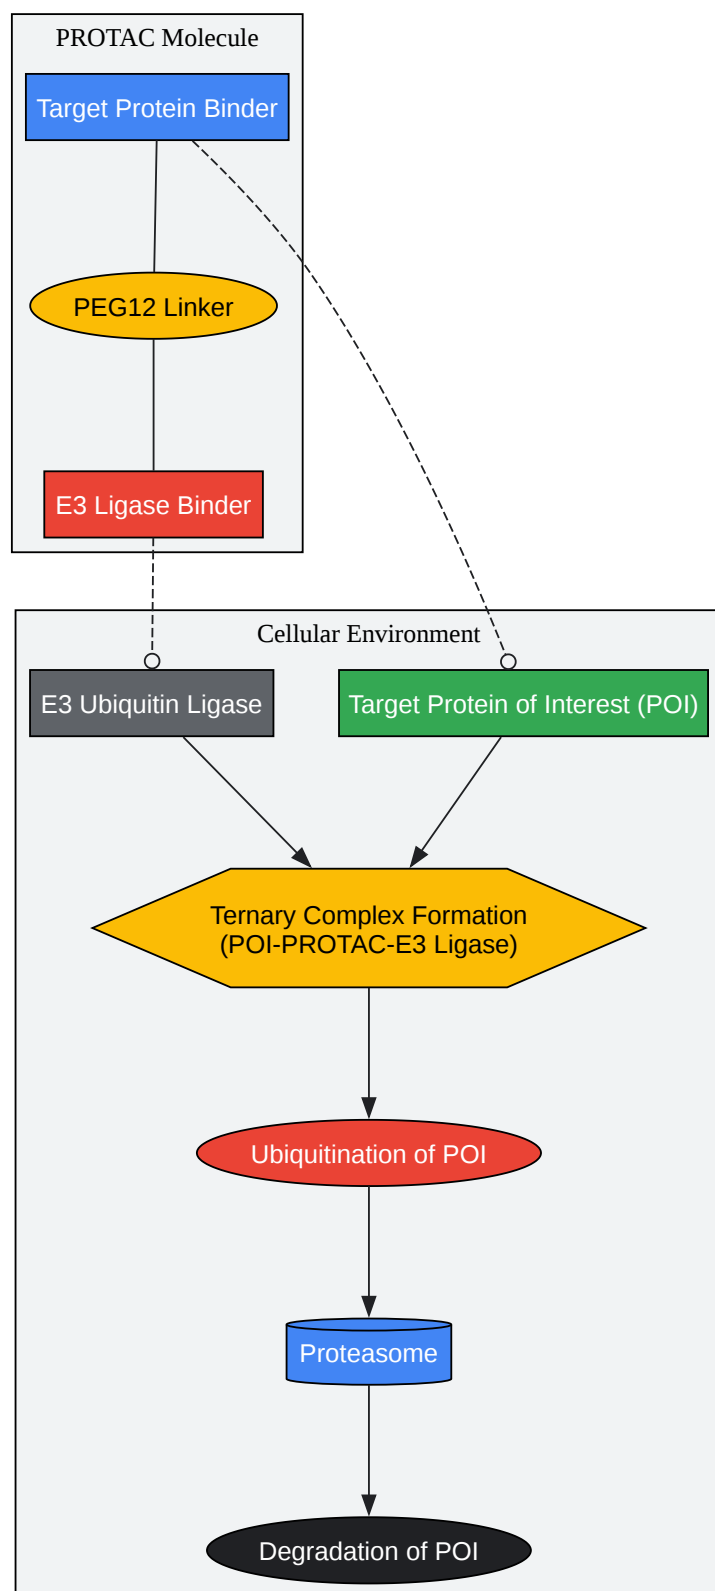 PROTAC Molecule
Target Protein Binder
PEG12 Linker
E3 Ligase Binder
Cellular Environment
E3 Ubiquitin Ligase
Target Protein of Interest (POI)
Ternary Complex Formation
(POI-PROTAC-E3 Ligase)
Ubiquitination of POI
Proteasome
Degradation of POI